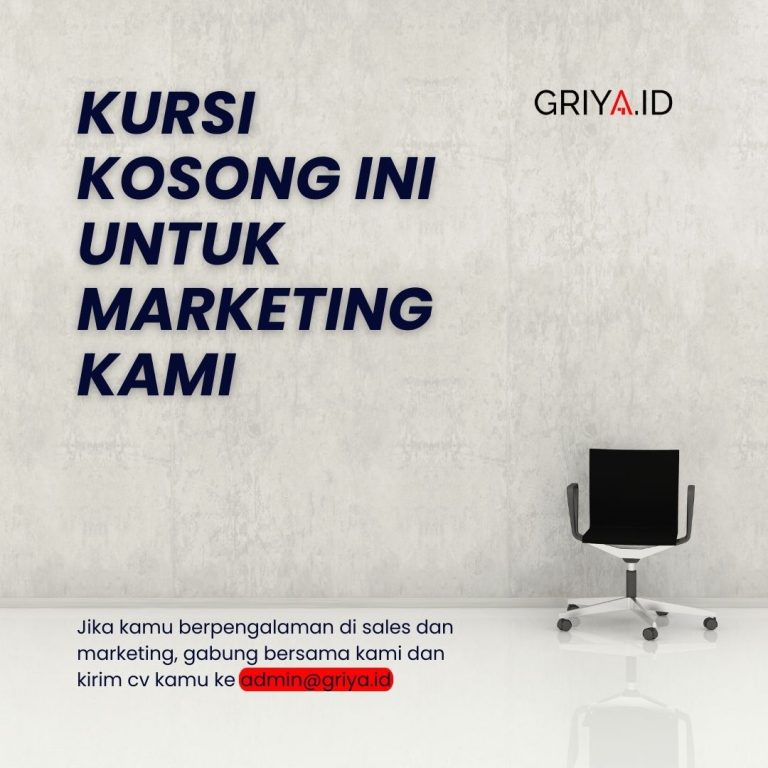 KURSI
KOSONG INI
UNTUK
MARKETING
KAMI
GRIYA.ID
Jika kamu berpengalaman di sales dan
marketing, gabung bersama kami dan
kirim cv kamu ke admin@griya.id